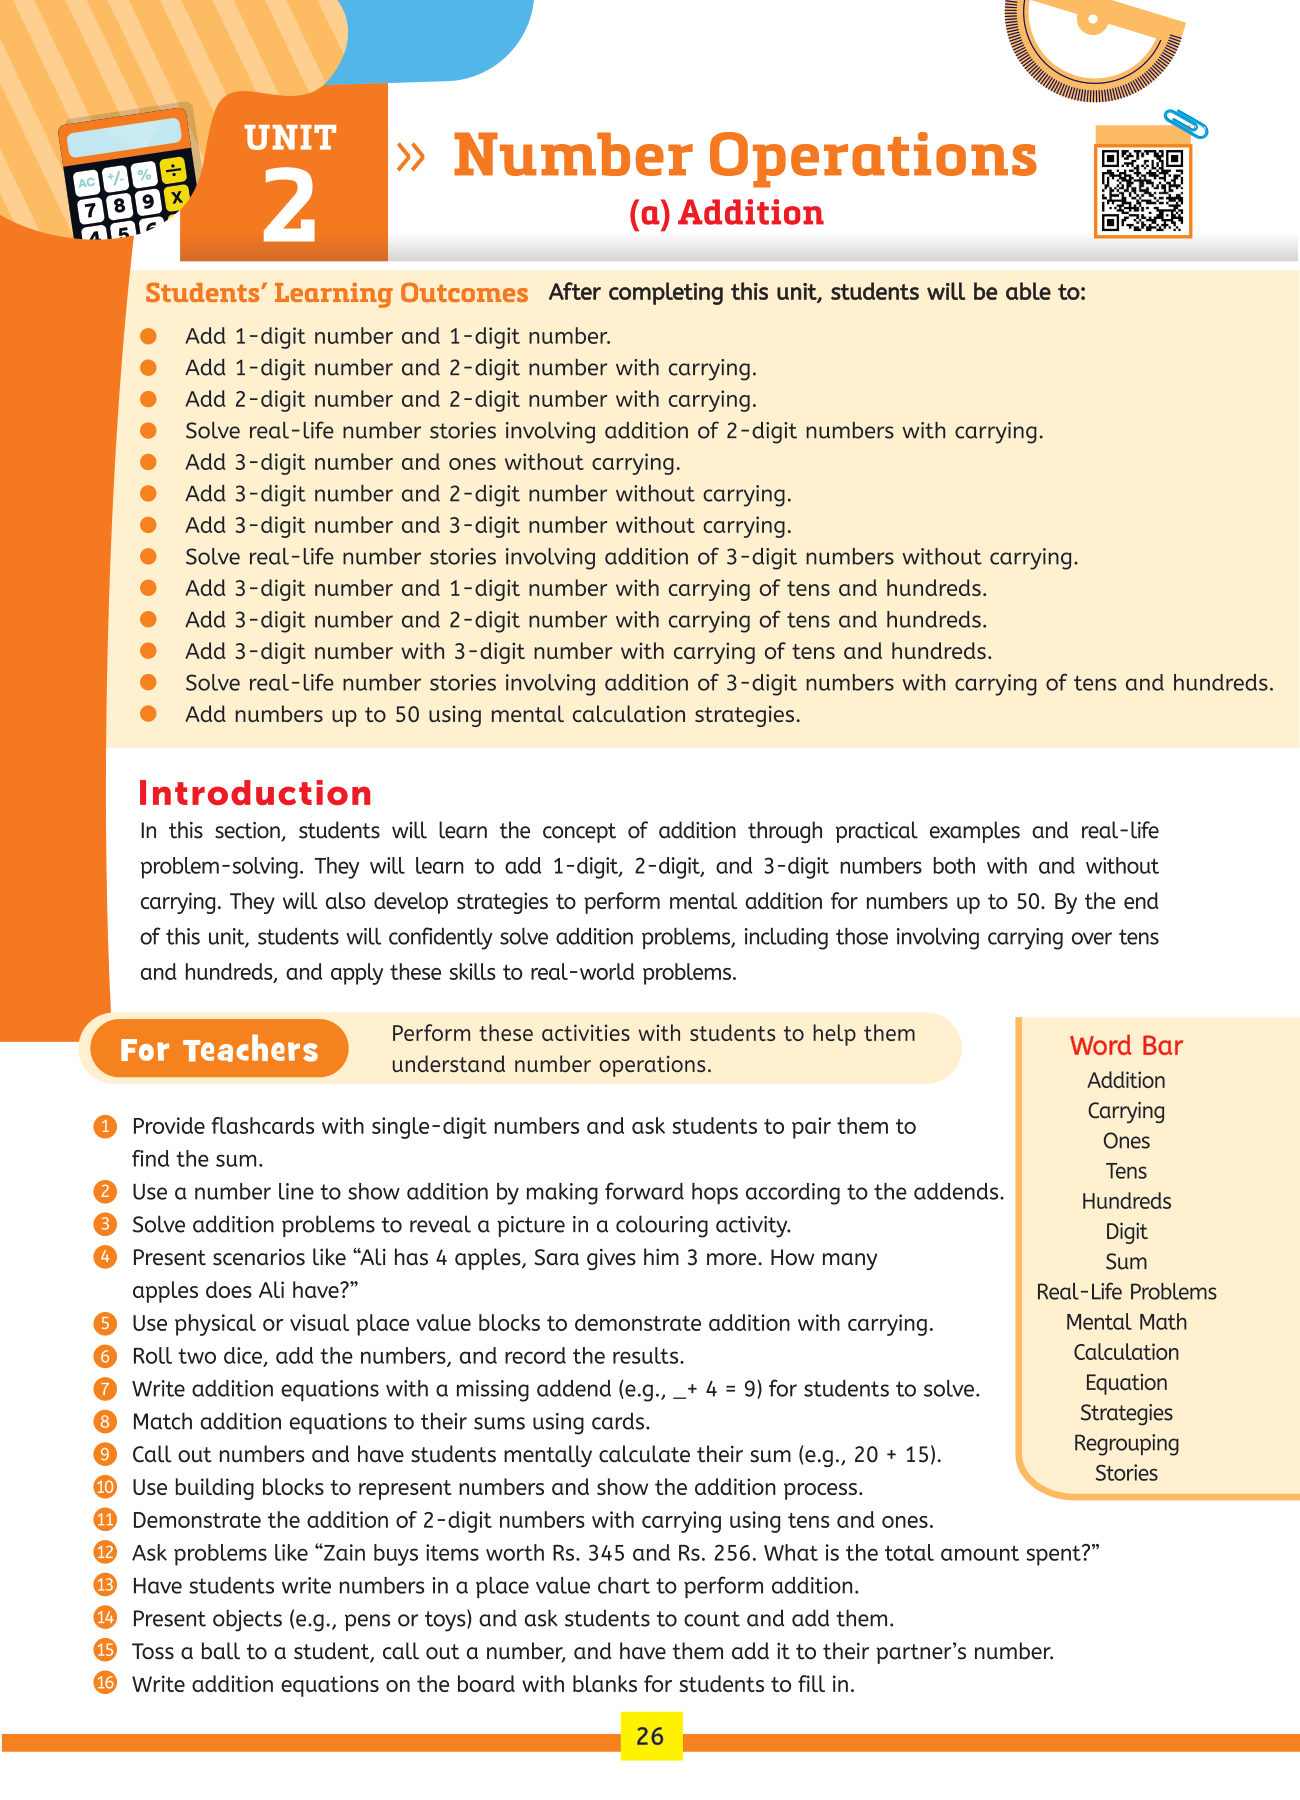 UNIT
2
Number Operations
(a) Addition
AC +/- % ÷
7 8 9 X
4 5 6
Students’ Learning Outcomes After completing this unit, students will be able to:
● Add 1-digit number and 1-digit number.
● Add 1-digit number and 2-digit number with carrying.
● Add 2-digit number and 2-digit number with carrying.
● Solve real-life number stories involving addition of 2-digit numbers with carrying.
● Add 3-digit number and ones without carrying.
● Add 3-digit number and 2-digit number without carrying.
● Add 3-digit number and 3-digit number without carrying.
● Solve real-life number stories involving addition of 3-digit numbers without carrying.
● Add 3-digit number and 1-digit number with carrying of tens and hundreds.
● Add 3-digit number and 2-digit number with carrying of tens and hundreds.
● Add 3-digit number with 3-digit number with carrying of tens and hundreds.
● Solve real-life number stories involving addition of 3-digit numbers with carrying of tens and hundreds.
● Add numbers up to 50 using mental calculation strategies.
Introduction
In this section, students will learn the concept of addition through practical examples and real-life
problem-solving. They will learn to add 1-digit, 2-digit, and 3-digit numbers both with and without
carrying. They will also develop strategies to perform mental addition for numbers up to 50. By the end
of this unit, students will confidently solve addition problems, including those involving carrying over tens
and hundreds, and apply these skills to real-world problems.
For Teachers
Perform these activities with students to help them
understand number operations.
1 Provide flashcards with single-digit numbers and ask students to pair them to
find the sum.
2 Use a number line to show addition by making forward hops according to the addends.
3 Solve addition problems to reveal a picture in a colouring activity.
4 Present scenarios like “Ali has 4 apples, Sara gives him 3 more. How many
apples does Ali have?”
5 Use physical or visual place value blocks to demonstrate addition with carrying.
6 Roll two dice, add the numbers, and record the results.
7 Write addition equations with a missing addend (e.g., _+ 4 = 9) for students to solve.
8 Match addition equations to their sums using cards.
9 Call out numbers and have students mentally calculate their sum (e.g., 20 + 15).
10 Use building blocks to represent numbers and show the addition process.
11 Demonstrate the addition of 2-digit numbers with carrying using tens and ones.
12 Ask problems like “Zain buys items worth Rs. 345 and Rs. 256. What is the total amount spent?”
13 Have students write numbers in a place value chart to perform addition.
14 Present objects (e.g., pens or toys) and ask students to count and add them.
15 Toss a ball to a student, call out a number, and have them add it to their partner’s number.
16 Write addition equations on the board with blanks for students to fill in.
Word Bar
Addition
Carrying
Ones
Tens
Hundreds
Digit
Sum
Real-Life Problems
Mental Math
Calculation
Equation
Strategies
Regrouping
Stories
26